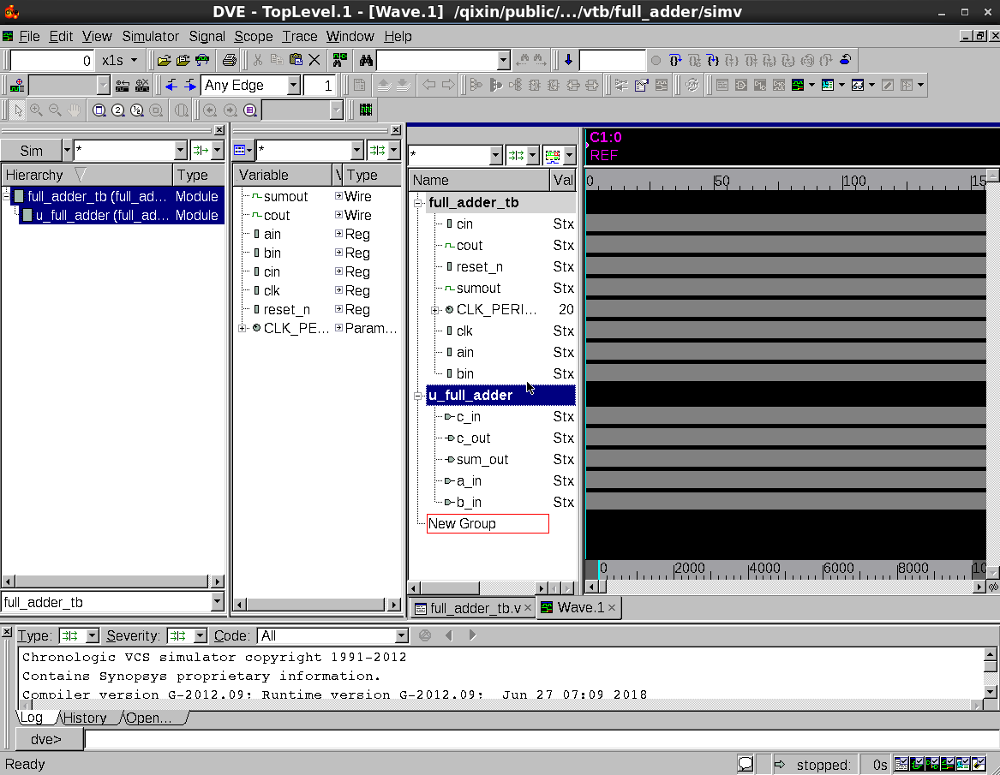 DVE - TopLevel.1 - [Wave.1]  /qixin/public/.../vtb/full_adder/simv
File Edit View Simulator Signal Scope Trace Window Help
0 x1s
Any Edge 1
Sim *
Hierarchy Type
full_adder_tb (full_ad... Module
u_full_adder (full_ad... Module
full_adder_tb
*
Variable V Type
sumout Wire
cout Wire
ain Reg
bin Reg
cin Reg
clk Reg
reset_n Reg
CLK_PE... Param...
*
Name Val
full_adder_tb
cin Stx
cout Stx
reset_n Stx
sumout Stx
CLK_PERI... 20
clk Stx
ain Stx
bin Stx
u_full_adder
c_in Stx
c_out Stx
sum_out Stx
a_in Stx
b_in Stx
New Group
C1:0
REF
0 50 100 15
0 2000 4000 6000 8000 10
full_adder_tb.v Wave.1
Type: Severity: Code: All
Chronologic VCS simulator copyright 1991-2012
Contains Synopsys proprietary information.
Compiler version G-2012.09; Runtime version G-2012.09;  Jun 27 07:09 2018
Log History Open...
dve>
Ready stopped: 0s